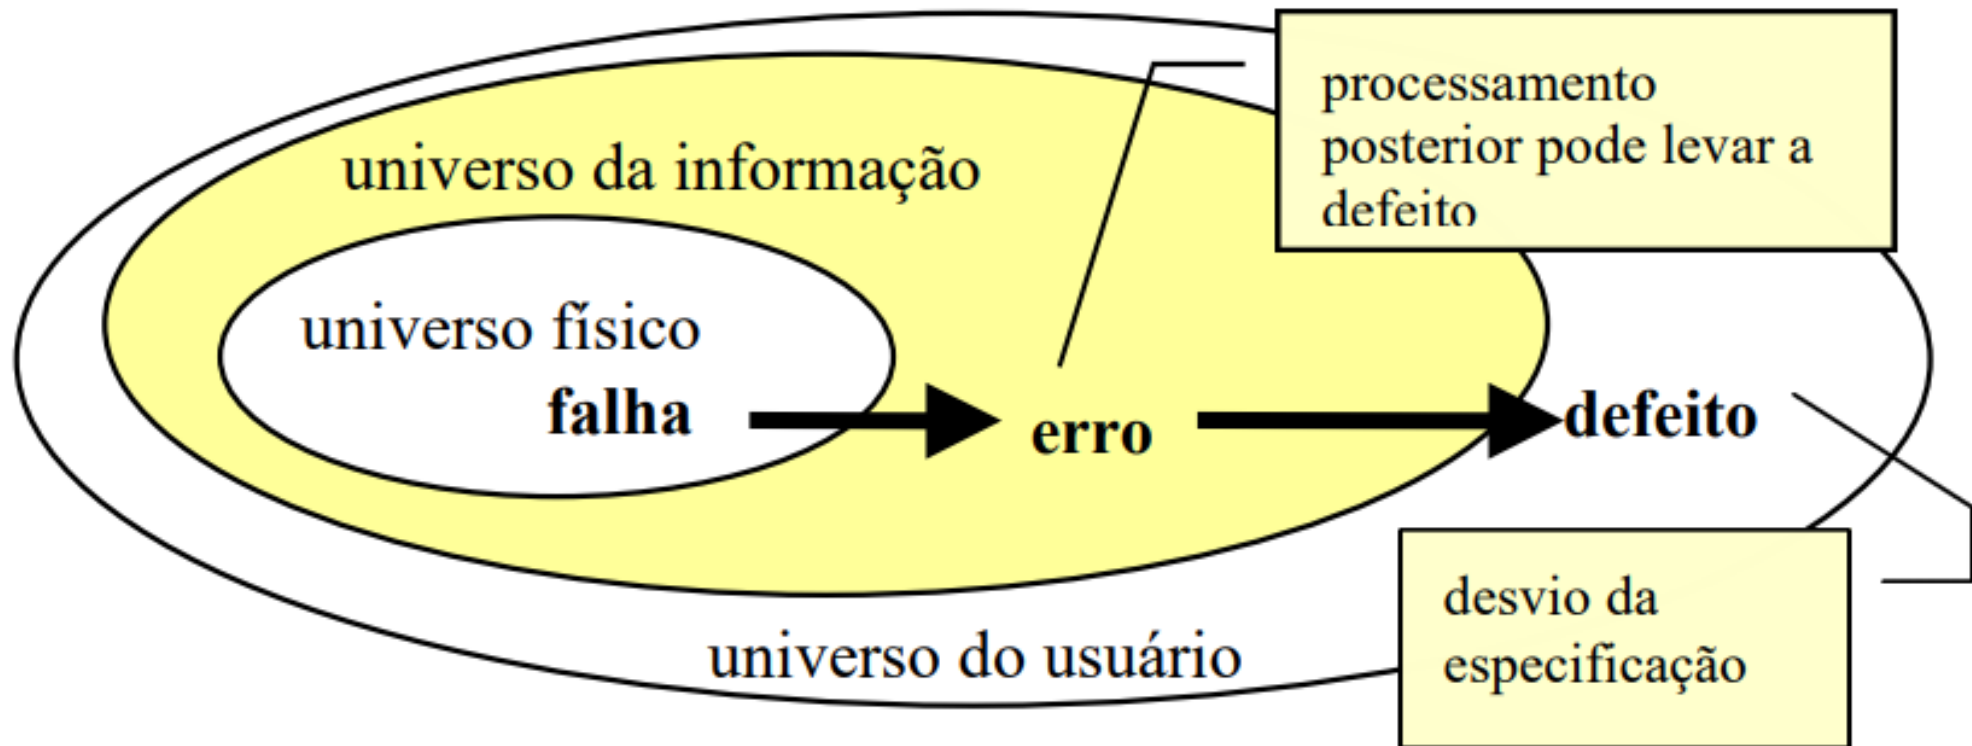 processamento
posterior pode levar a
defeito
universo da informação
universo físico
falha
erro
defeito
desvio da
especificação
universo do usuário